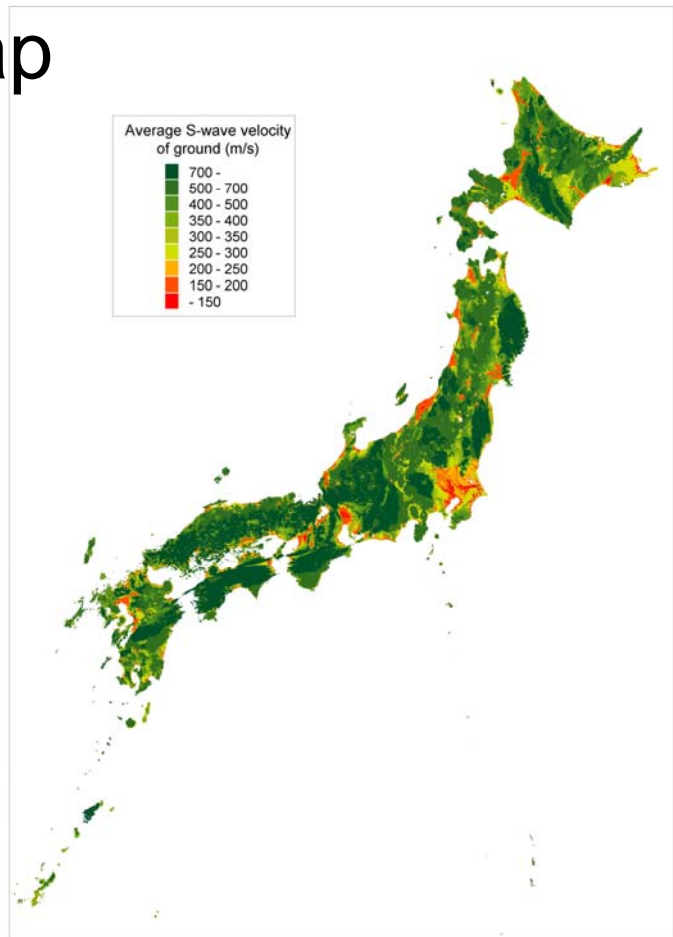 ap
Average S-wave velocity
of ground (m/s)
700 -
500 - 700
400 - 500
350 - 400
300 - 350
250 - 300
200 - 250
150 - 200
- 150